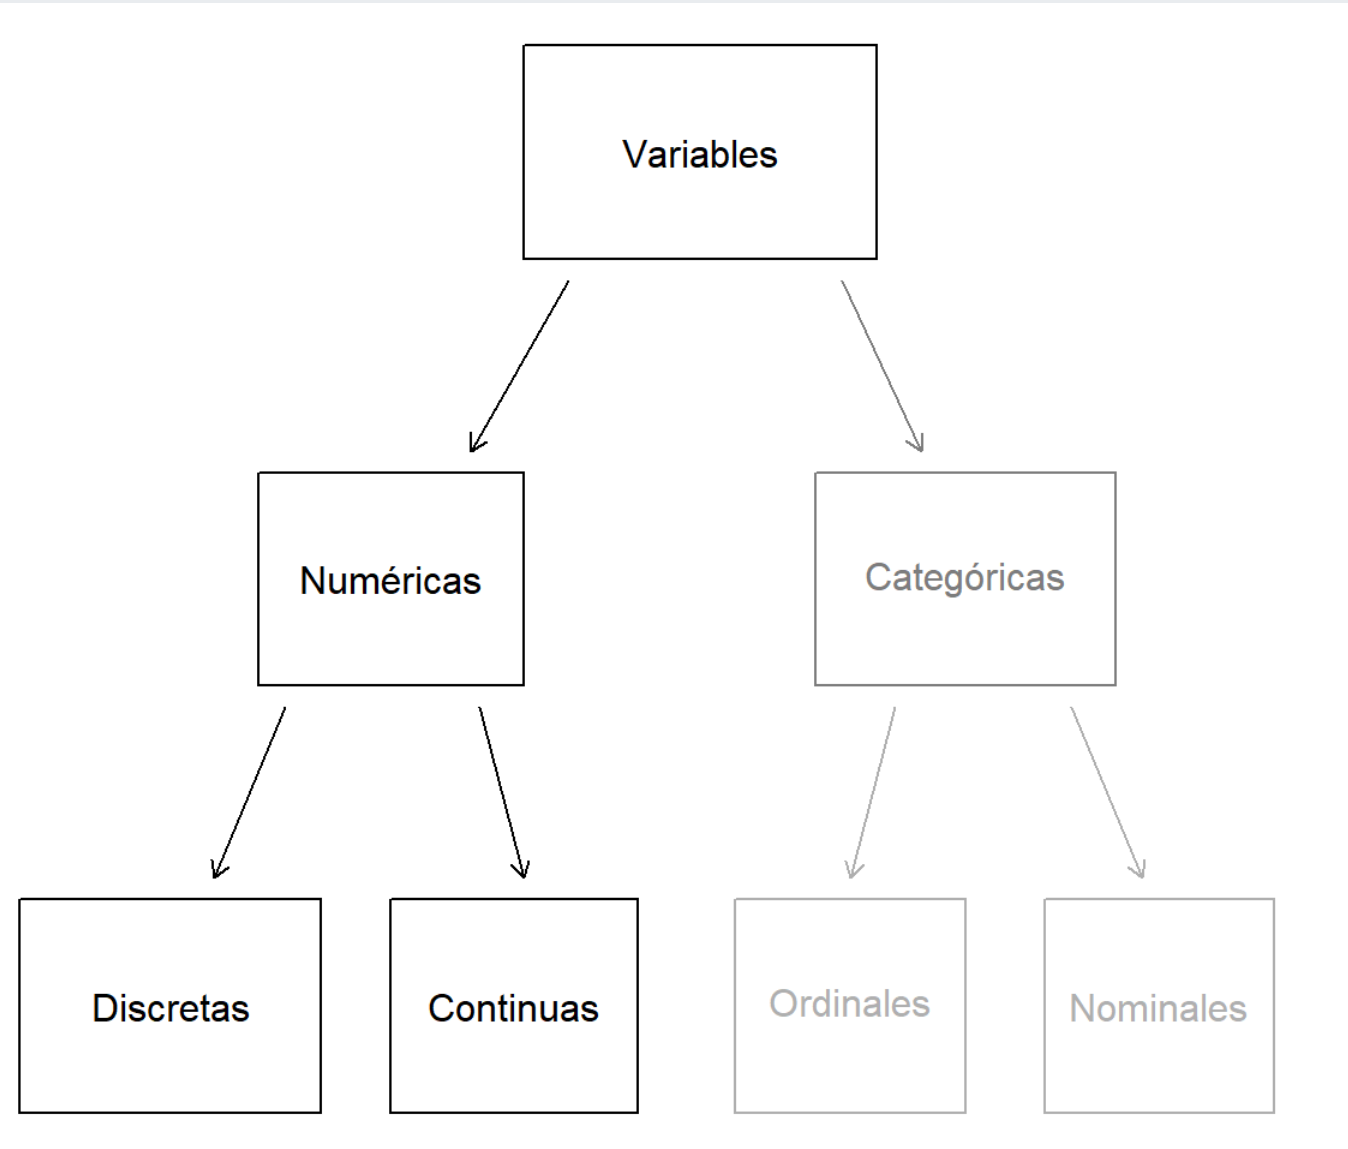 Variables
Numéricas
Categóricas
Discretas
Continuas
Ordinales
Nominales